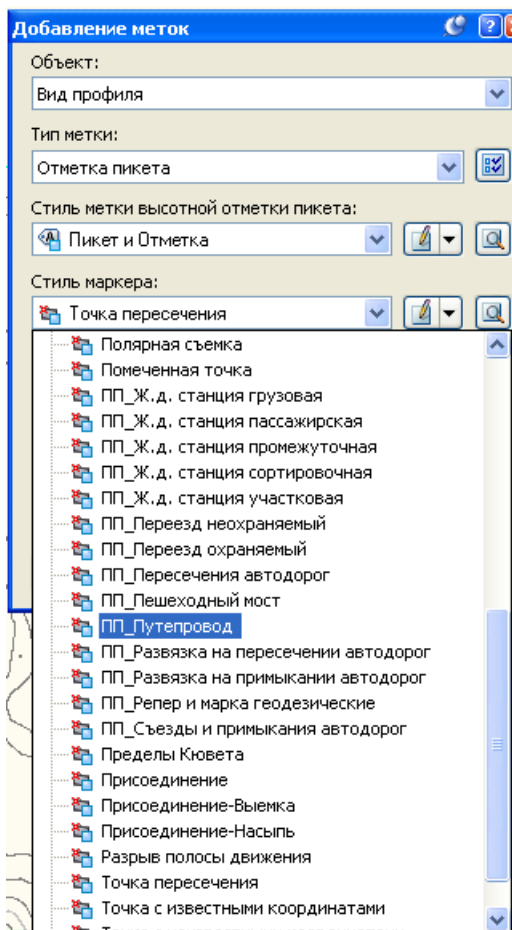 Добавление меток
Объект:
Вид профиля
Тип метки:
Отметка пикета
Стиль метки высотной отметки пикета:
Пикет и Отметка
Стиль маркера:
Точка пересечения
Полярная съемка
Помеченная точка
ПП_Ж.д. станция грузовая
ПП_Ж.д. станция пассажирская
ПП_Ж.д. станция промежуточная
ПП_Ж.д. станция сортировочная
ПП_Ж.д. станция участковая
ПП_Переезд неохраняемый
ПП_Переезд охраняемый
ПП_Пересечения автодорог
ПП_Пешеходный мост
ПП_Путепровод
ПП_Развязка на пересечении автодорог
ПП_Развязка на примыкании автодорог
ПП_Репер и марка геодезические
ПП_Съезды и примыкания автодорог
Пределы Кювета
Присоединение
Присоединение-Выемка
Присоединение-Насыпь
Разрыв полосы движения
Точка пересечения
Точка с известными координатами